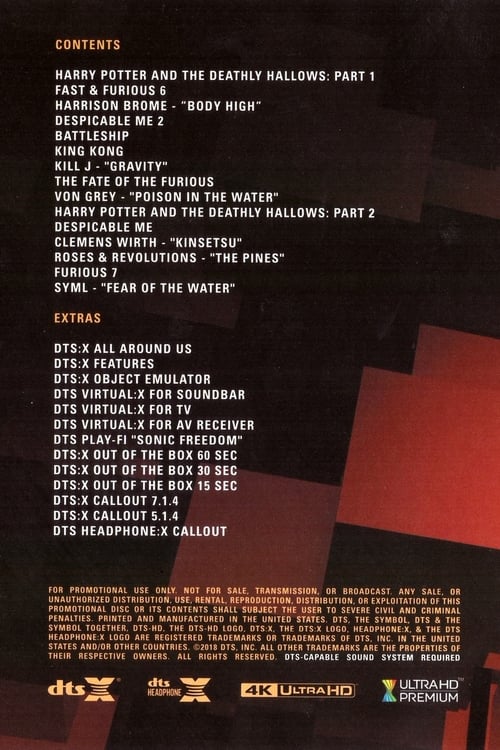 CONTENTS
HARRY POTTER AND THE DEATHLY HALLOWS: PART 1
FAST & FURIOUS 6
HARRISON BROME - "BODY HIGH"
DESPICABLE ME 2
BATTLESHIP
KING KONG
KILL J - "GRAVITY"
THE FATE OF THE FURIOUS
VON GREY - "POISON IN THE WATER"
HARRY POTTER AND THE DEATHLY HALLOWS: PART 2
DESPICABLE ME
CLEMENS WIRTH - "KINSETSU"
ROSES & REVOLUTIONS - "THE PINES"
FURIOUS 7
SYML - "FEAR OF THE WATER"
EXTRAS
DTS:X ALL AROUND US
DTS:X FEATURES
DTS:X OBJECT EMULATOR
DTS VIRTUAL:X FOR SOUNDBAR
DTS VIRTUAL:X FOR TV
DTS VIRTUAL:X FOR AV RECEIVER
DTS PLAY-FI "SONIC FREEDOM"
DTS:X OUT OF THE BOX 60 SEC
DTS:X OUT OF THE BOX 30 SEC
DTS:X OUT OF THE BOX 15 SEC
DTS:X CALLOUT 7.1.4
DTS:X CALLOUT 5.1.4
DTS HEADPHONE:X CALLOUT
FOR PROMOTIONAL USE ONLY. NOT FOR SALE, TRANSMISSION, OR BROADCAST. ANY SALE, OR
UNAUTHORIZED DISTRIBUTION, USE, RENTAL, REPRODUCTION, DISTRIBUTION, OR EXPLOITATION OF THIS
PROMOTIONAL DISC OR ITS CONTENTS SHALL SUBJECT THE USER TO SEVERE CIVIL AND CRIMINAL
PENALTIES. PRINTED AND MANUFACTURED IN THE UNITED STATES. DTS, THE SYMBOL, DTS & THE
SYMBOL TOGETHER, DTS-HD, THE DTS-HD LOGO, DTS:X, THE DTS:X LOGO, HEADPHONE:X, & THE DTS
HEADPHONE:X LOGO ARE REGISTERED TRADEMARKS OR TRADEMARKS OF DTS, INC. IN THE UNITED
STATES AND/OR OTHER COUNTRIES. ©2018 DTS, INC. ALL OTHER TRADEMARKS ARE THE PROPERTIES OF
THEIR RESPECTIVE OWNERS. ALL RIGHTS RESERVED. DTS-CAPABLE SOUND SYSTEM REQUIRED
dts X
dts HEADPHONE X
4K ULTRA HD
ULTRA HD PREMIUM